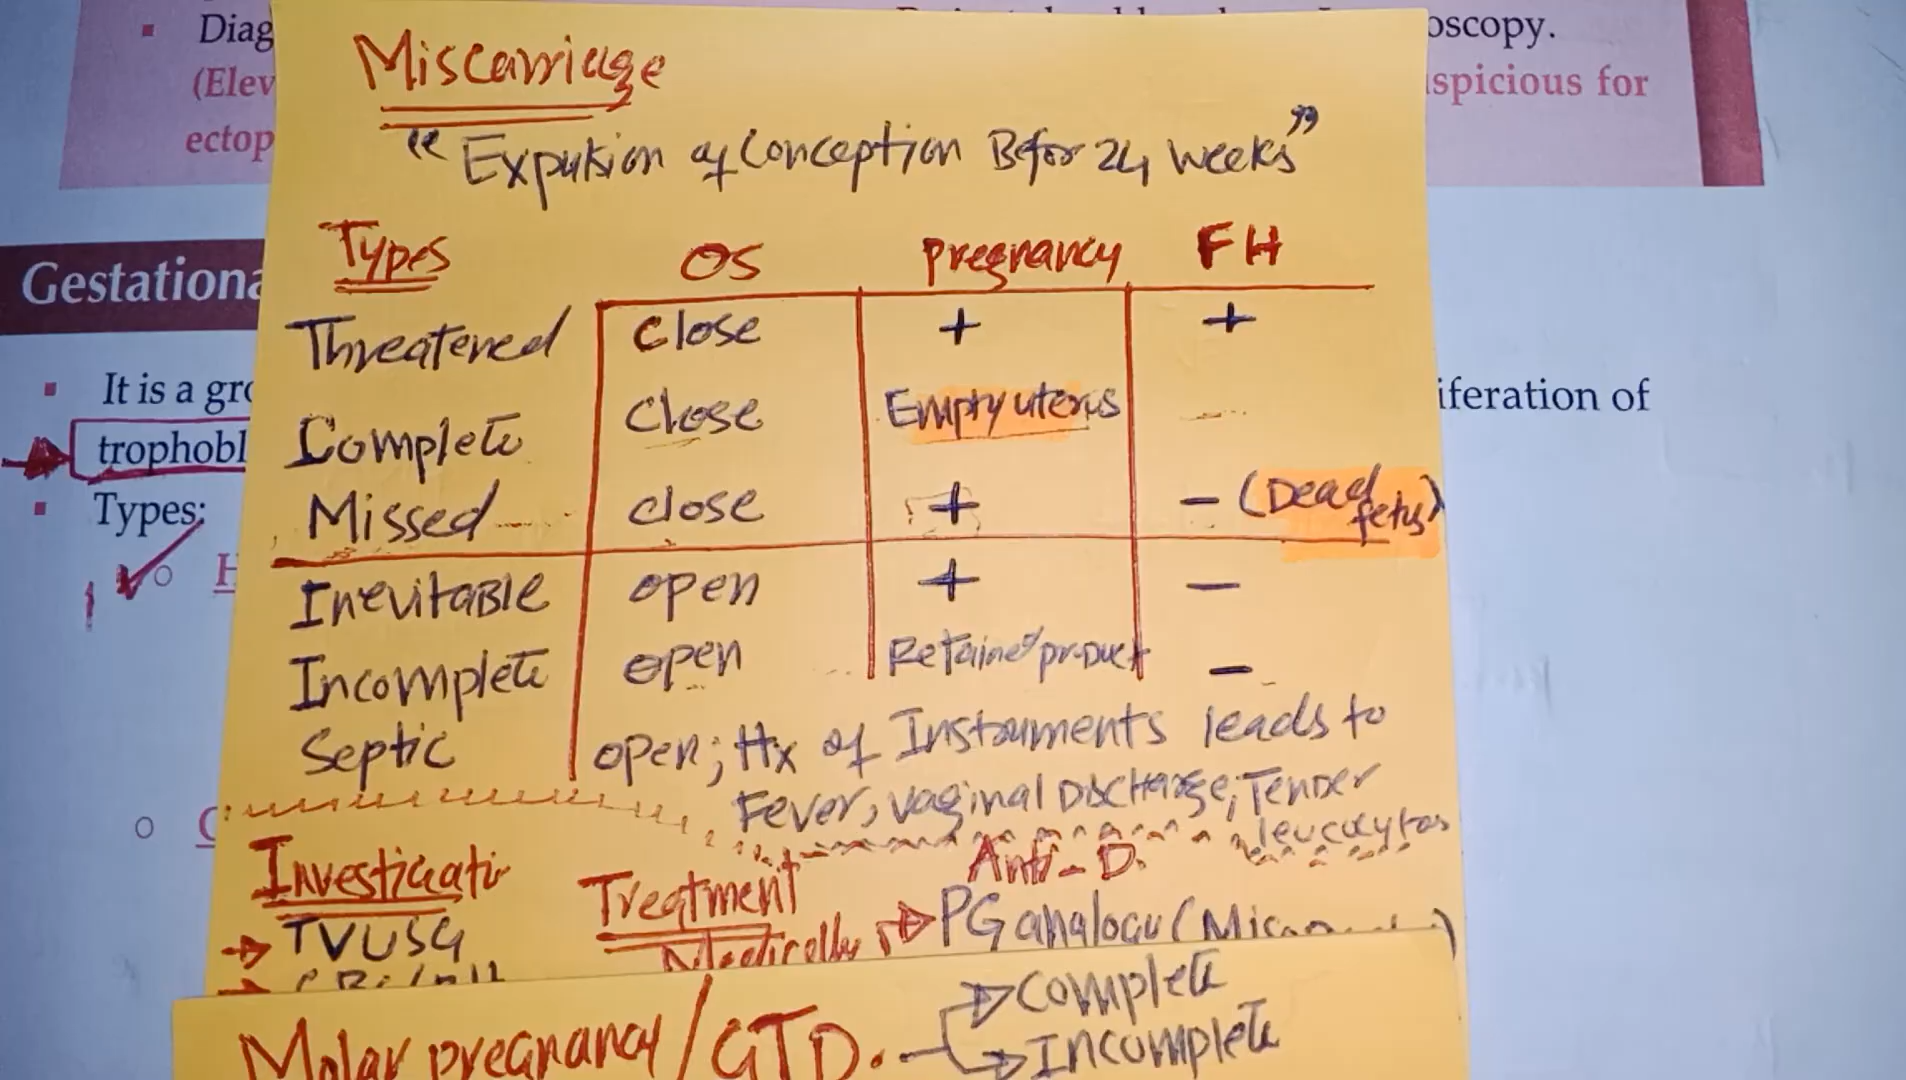 Diag
oscopy.
(Elev
spicious for
ectop
Gestationa
It is a gro
iferation of
trophobl
Types:
H
C
Miscarriage
"Expulsion of Conception Befor 24 weeks"
Types OS Pregnancy FH
Threatened close + +
Complete close Empty uterus
Missed close + - (Dead fetus)
Inevitable open + -
Incomplete open Retained product -
Septic open; Hx of Instruments leads to
Fever, vaginal Discharge, Tender
leucocytos
Investigati Treatment Anti-D.
TVUSG Medically PG analogu (
Molar pregnancy/GTD. Complete
Incomplete